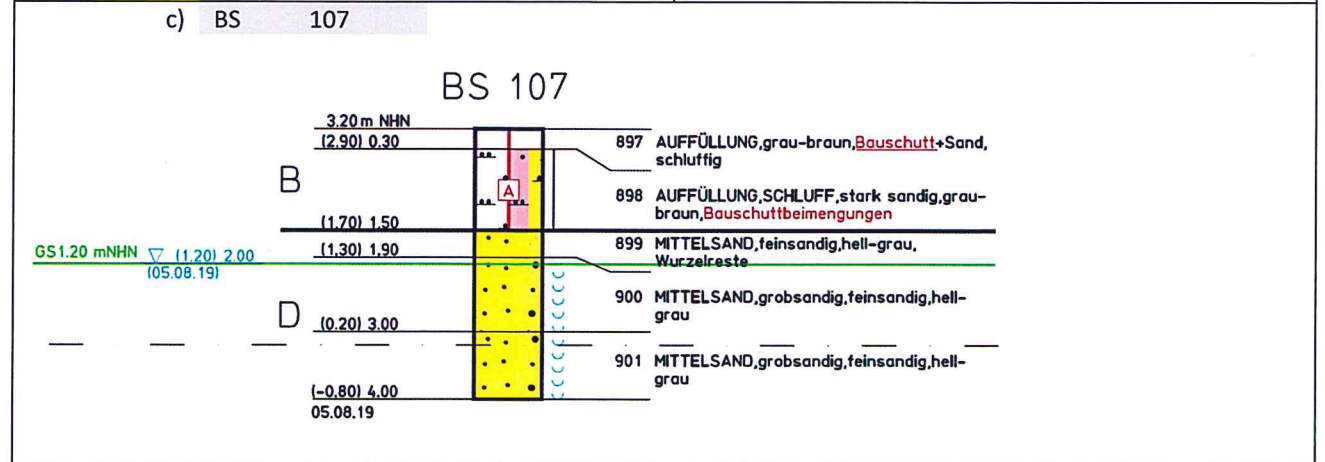 c) BS 107
BS 107
3.20 m NHN
(2.90) 0.30
897 AUFFÜLLUNG,grau-braun,Bauschutt+Sand,
schluffig
B
A
898 AUFFÜLLUNG,SCHLUFF,stark sandig,grau-
braun,Bauschuttbeimengungen
(1.70) 1.50
899 MITTELSAND,feinsandig,hell-grau,
Wurzelreste
(1.30) 1.90
GS1.20 mNHN
(1.20) 2.00
(05.08.19)
900 MITTELSAND,grobsandig,feinsandig,hell-
grau
D
(0.20) 3.00
901 MITTELSAND,grobsandig,feinsandig,hell-
grau
(-0.80) 4.00
05.08.19